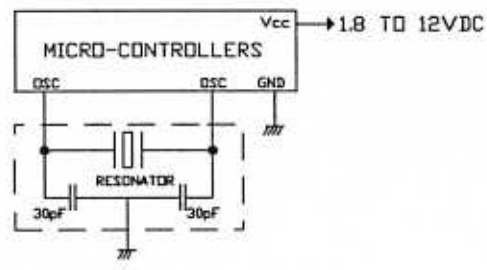 Vcc
1.8 TO 12VDC
MICRO-CONTROLLERS
OSC OSC GND
RESONATOR
30pF 30pF